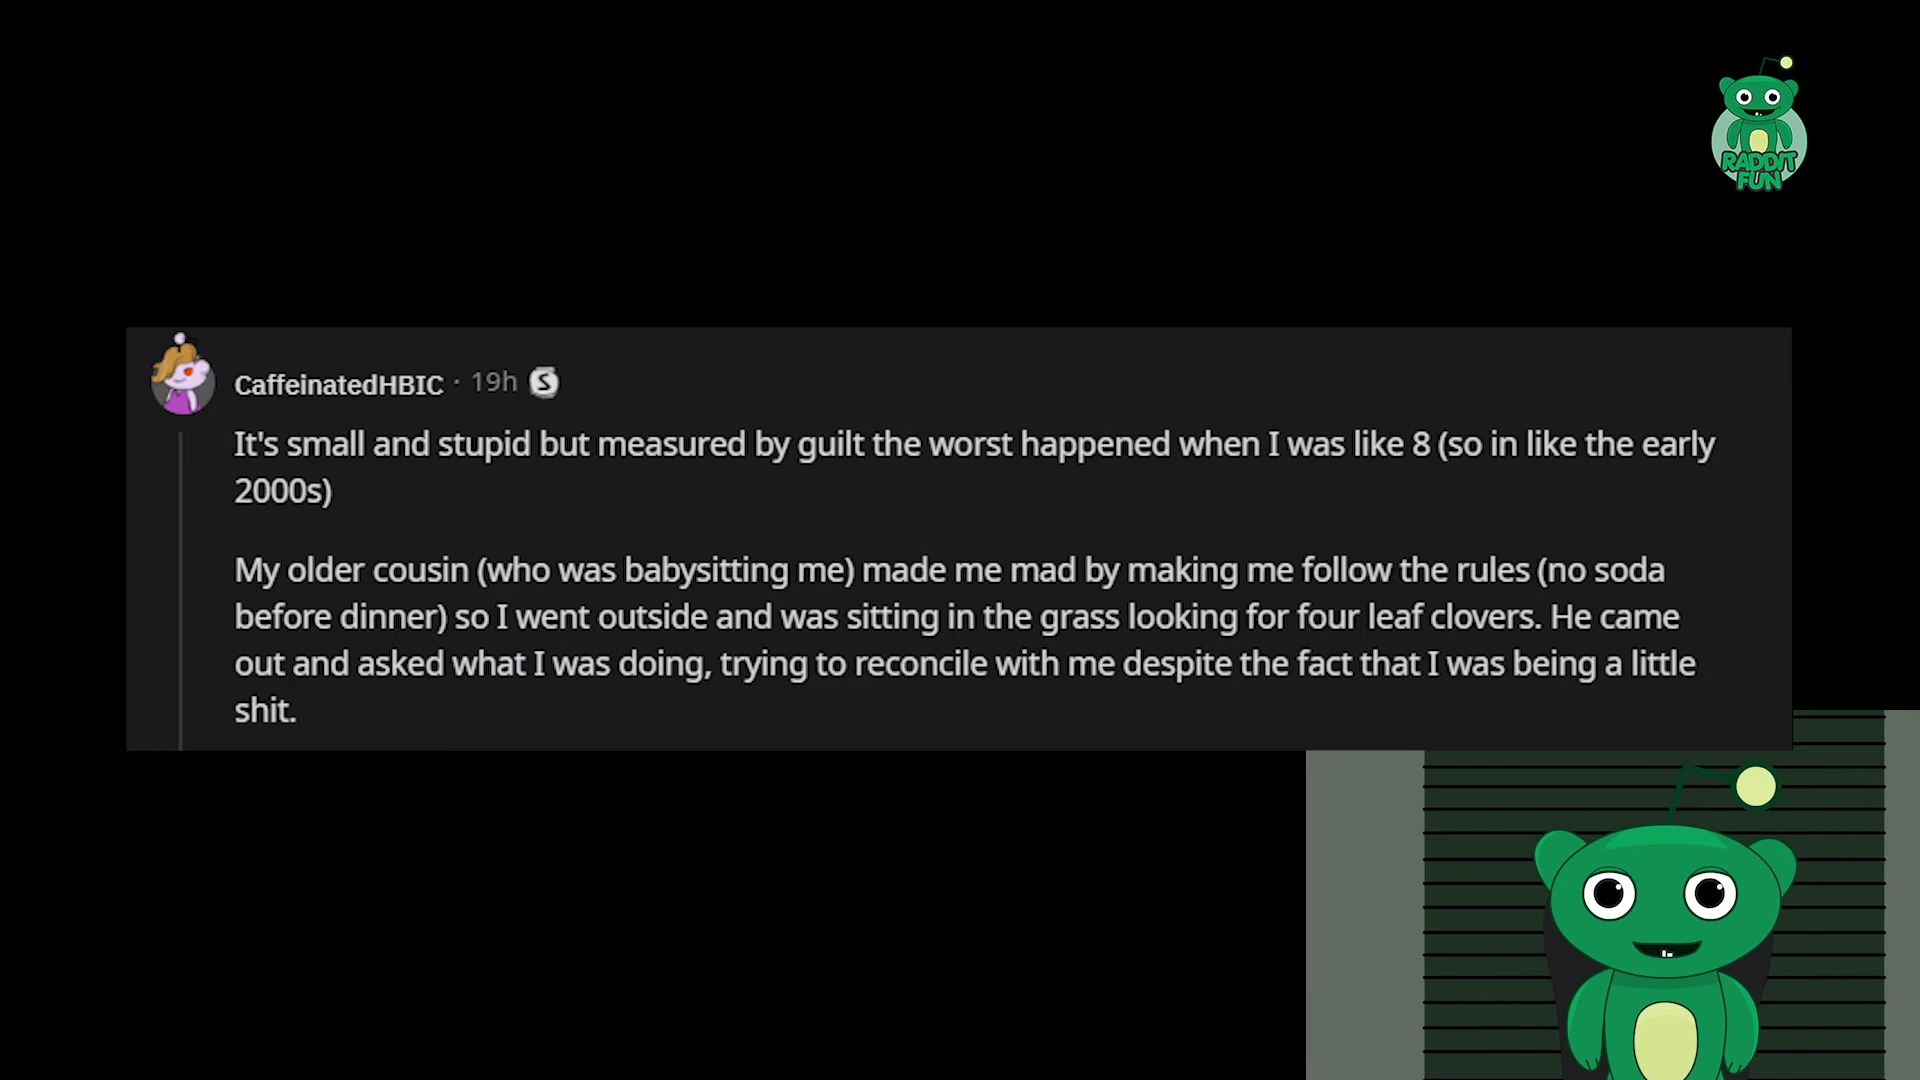 RADDIT
FUN
CaffeinatedHBIC · 19h S
It's small and stupid but measured by guilt the worst happened when I was like 8 (so in like the early
2000s)
My older cousin (who was babysitting me) made me mad by making me follow the rules (no soda
before dinner) so I went outside and was sitting in the grass looking for four leaf clovers. He came
out and asked what I was doing, trying to reconcile with me despite the fact that I was being a little
shit.